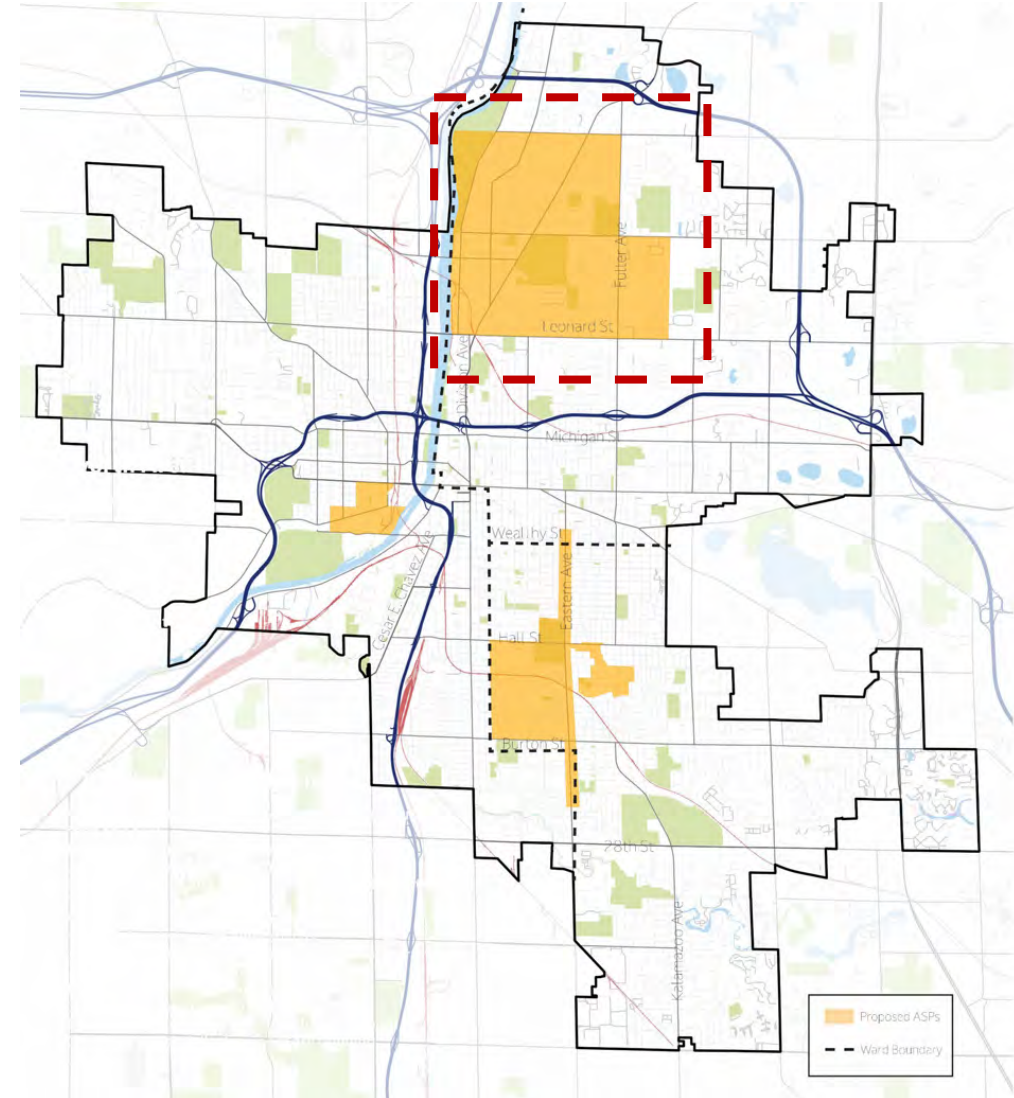 Fuller Ave
Leonard St
Division Ave
Michigan St
Wealthy St
Eastern Ave
Cesar E. Chavez Ave
Hall St
Burton St
28th St
Kalamazoo Ave
Proposed ASPs
Ward Boundary